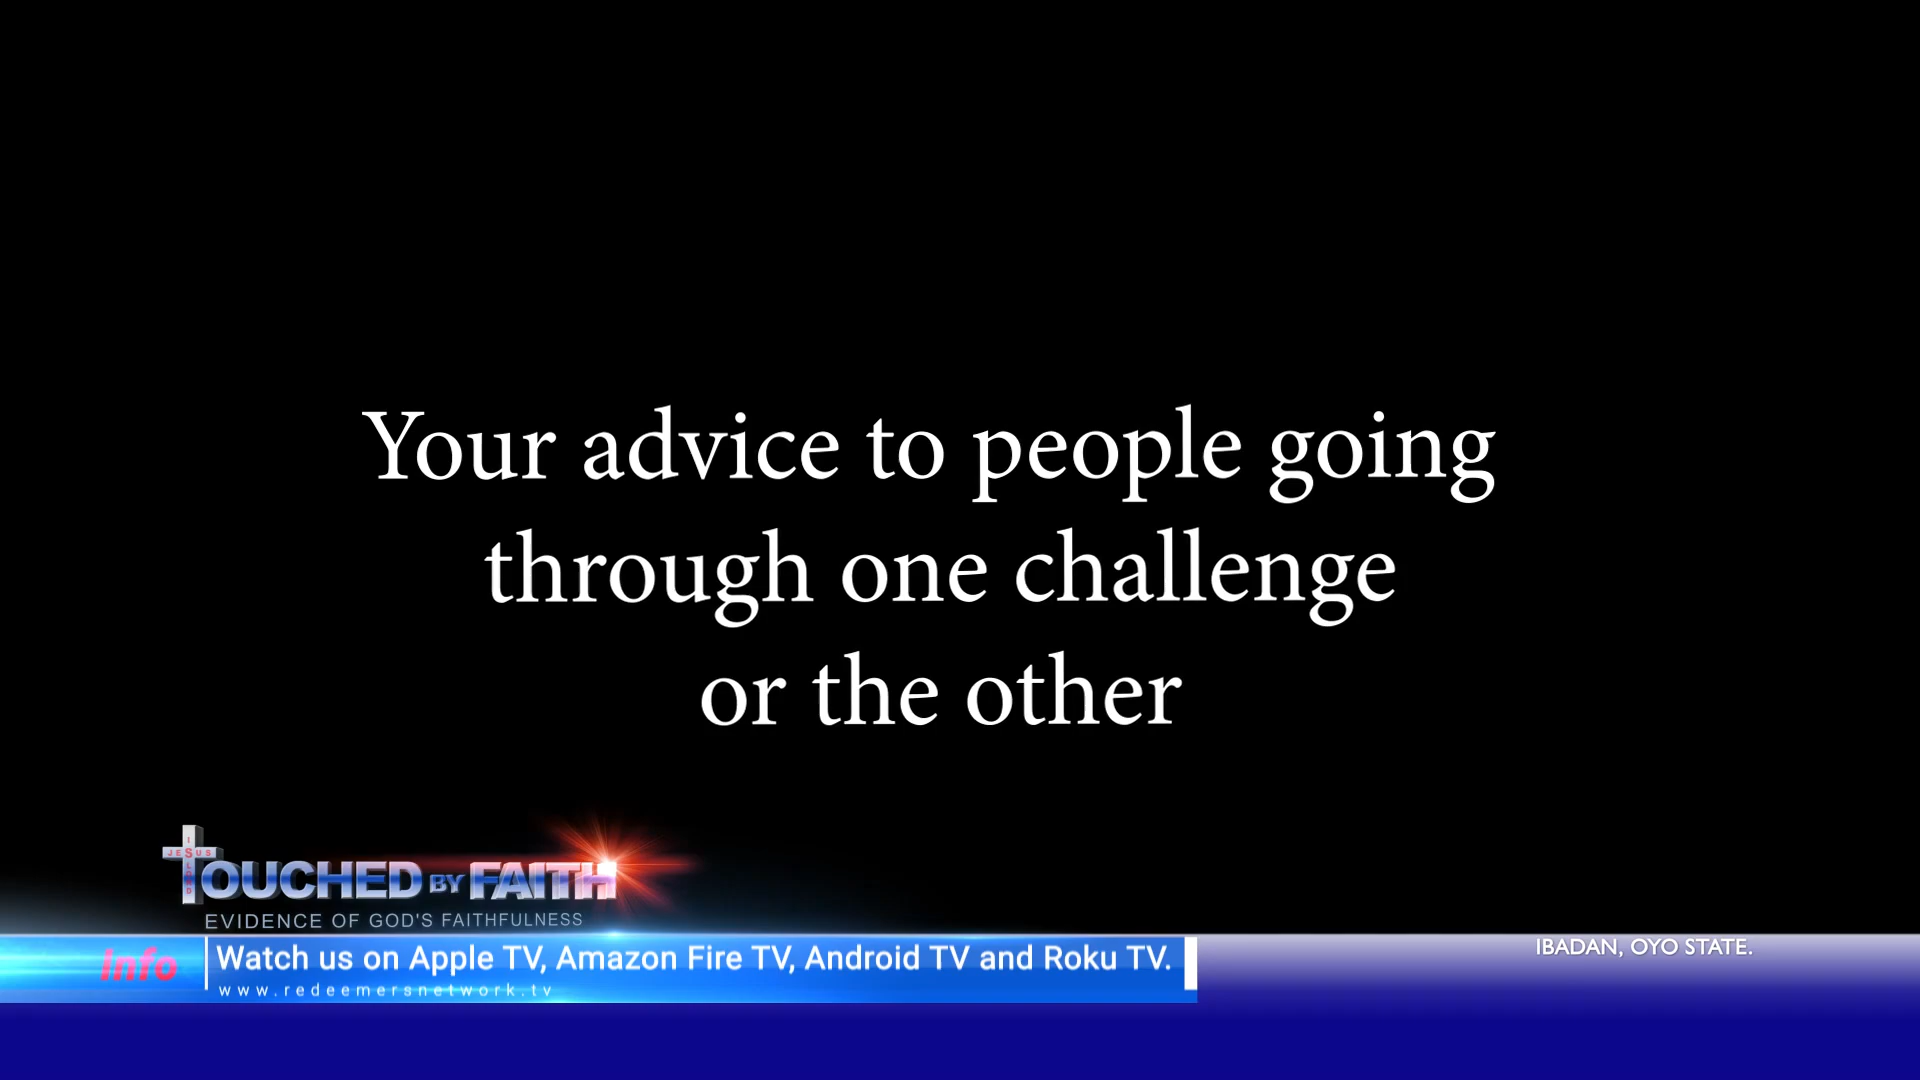 Your advice to people going
through one challenge
or the other
JESUS
IS LORD
TOUCHED BY FAITH
EVIDENCE OF GOD'S FAITHFULNESS
Info
Watch us on Apple TV, Amazon Fire TV, Android TV and Roku TV.
www.redeemersnetwork.tv
IBADAN, OYO STATE.